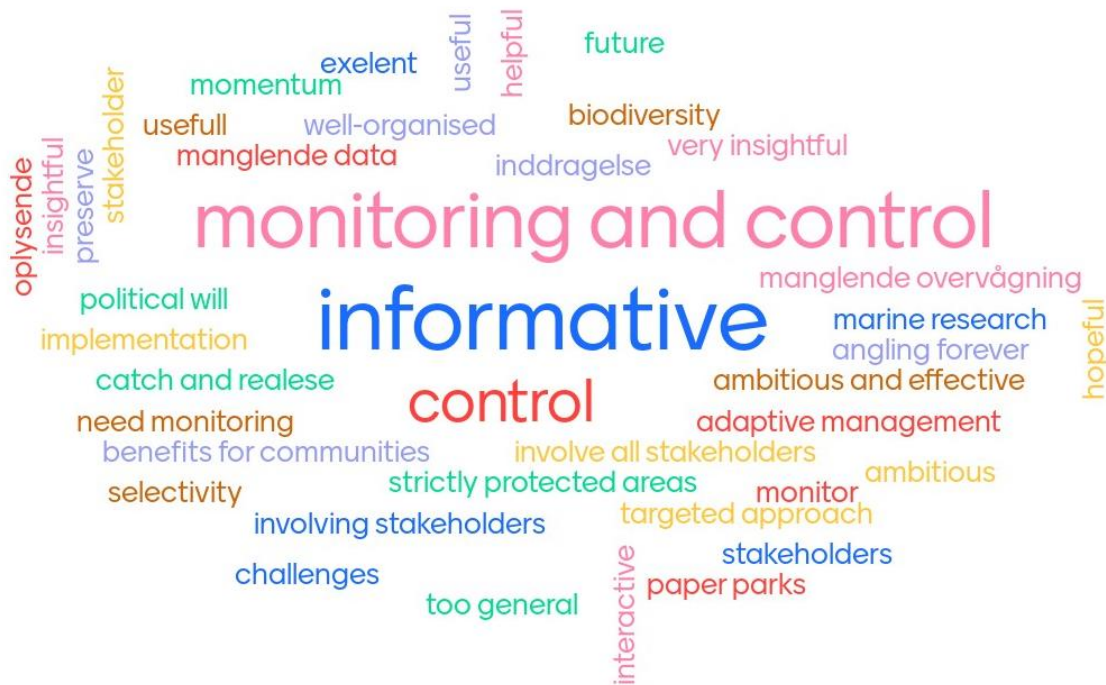 future
exelent
useful
helpful
momentum
stakeholder
usefull
well-organised
biodiversity
very insightful
manglende data
inddragelse
oplysende
insightful
preserve
monitoring and control
manglende overvågning
political will
informative
marine research
hopeful
implementation
angling forever
catch and realese
control
ambitious and effective
need monitoring
adaptive management
benefits for communities
involve all stakeholders
ambitious
strictly protected areas
selectivity
monitor
targeted approach
involving stakeholders
stakeholders
challenges
paper parks
too general
interactive